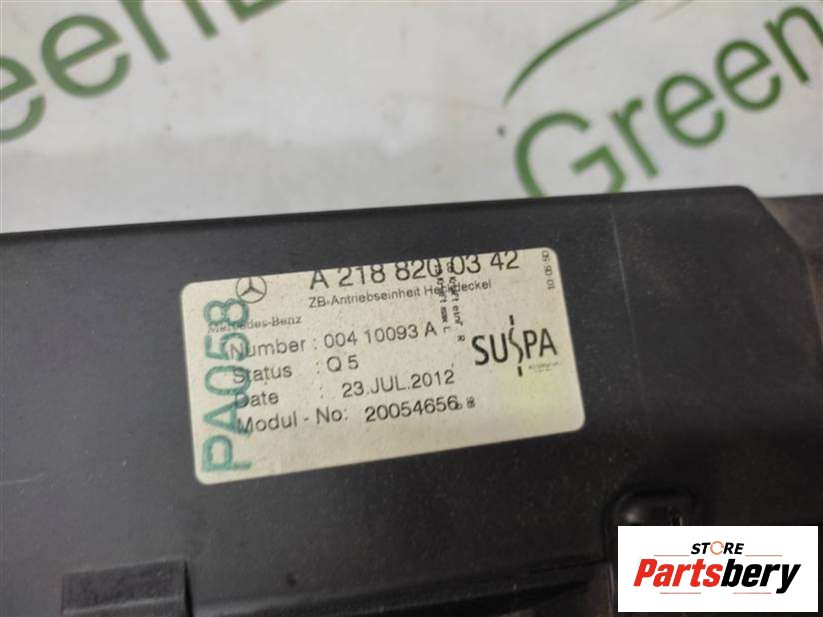 Green
Green
A 218 820 03 42
ZB-Antriebseinheit Heckdeckel
Mercedes-Benz
Number : 004 10093 A
Status : Q 5
Date : 23.JUL.2012
Modul - No: 20054656
SUSPA
PA058
STORE
Partsbery